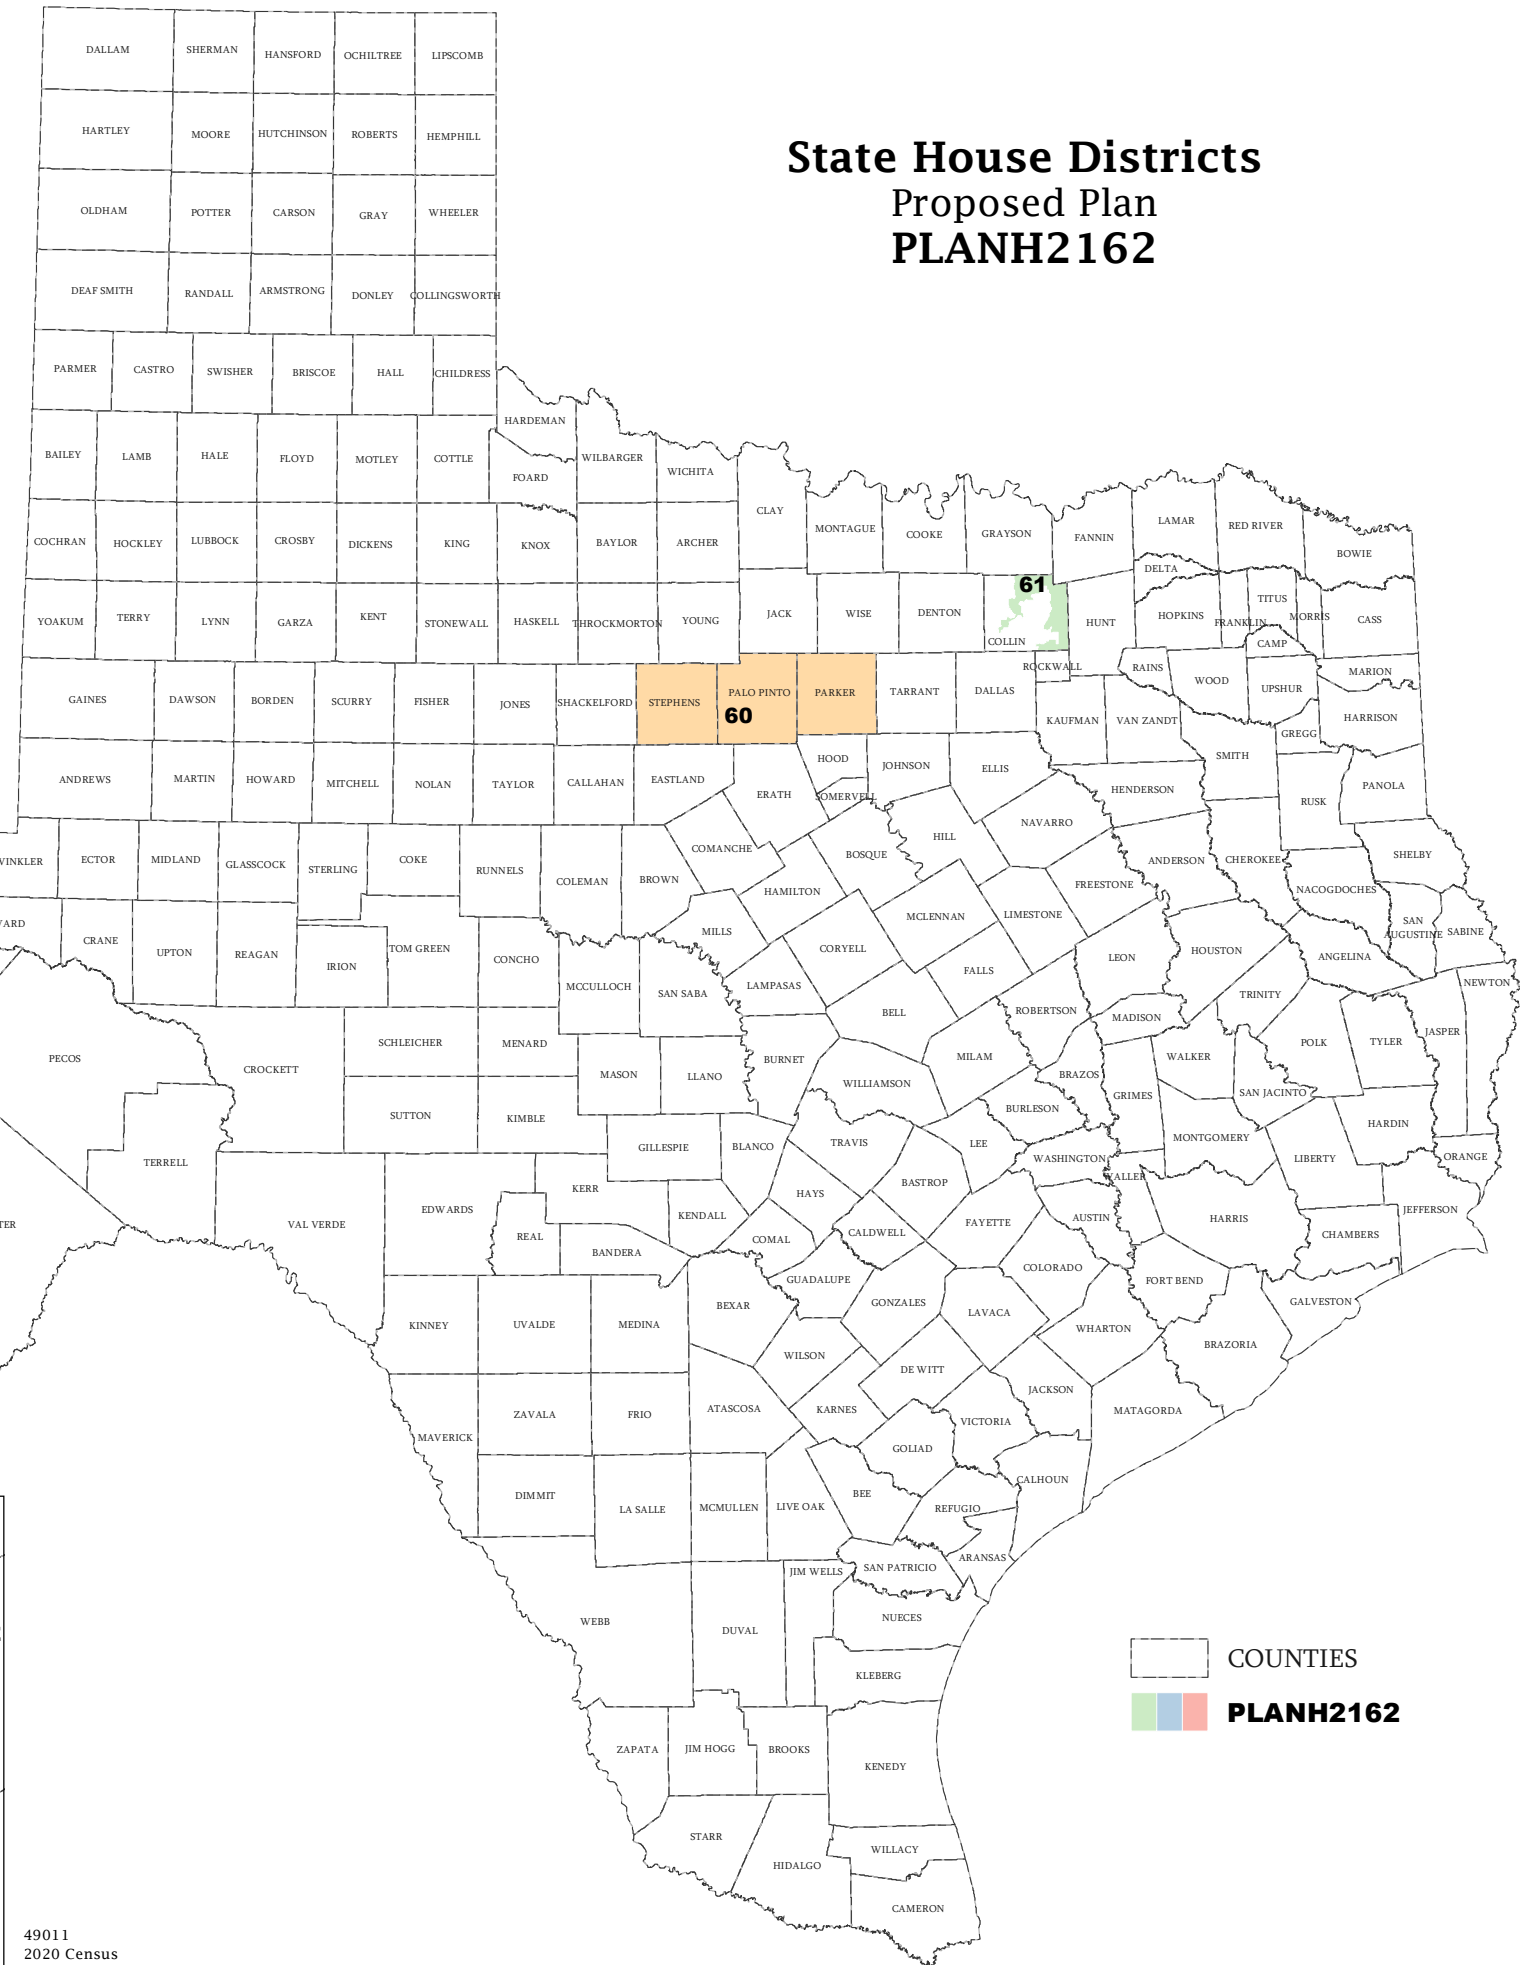 DALLAM
SHERMAN
HANSFORD
OCHILTREE
LIPSCOMB
HARTLEY
MOORE
HUTCHINSON
ROBERTS
HEMPHILL
State House Districts
Proposed Plan
PLANH2162
OLDHAM
POTTER
CARSON
GRAY
WHEELER
DEAF SMITH
RANDALL
ARMSTRONG
DONLEY
COLLINGSWORTH
PARMER
CASTRO
SWISHER
BRISCOE
HALL
CHILDRESS
HARDEMAN
BAILEY
LAMB
HALE
FLOYD
MOTLEY
COTTLE
FOARD
WILBARGER
WICHITA
CLAY
MONTAGUE
COOKE
GRAYSON
FANNIN
LAMAR
RED RIVER
BOWIE
COCHRAN
HOCKLEY
LUBBOCK
CROSBY
DICKENS
KING
KNOX
BAYLOR
ARCHER
DELTA
61
YOAKUM
TERRY
LYNN
GARZA
KENT
STONEWALL
HASKELL
THROCKMORTON
YOUNG
JACK
WISE
DENTON
COLLIN
HUNT
HOPKINS
FRANKLIN
TITUS
MORRIS
CASS
CAMP
ROCKWALL
RAINS
WOOD
UPSHUR
MARION
GAINES
DAWSON
BORDEN
SCURRY
FISHER
JONES
SHACKELFORD
STEPHENS
PALO PINTO
60
PARKER
TARRANT
DALLAS
KAUFMAN
VAN ZANDT
SMITH
GREGG
HARRISON
ANDREWS
MARTIN
HOWARD
MITCHELL
NOLAN
TAYLOR
CALLAHAN
EASTLAND
ERATH
HOOD
SOMERVELL
JOHNSON
ELLIS
HENDERSON
RUSK
PANOLA
WINKLER
ECTOR
MIDLAND
GLASSCOCK
STERLING
COKE
RUNNELS
COLEMAN
BROWN
COMANCHE
HAMILTON
BOSQUE
HILL
NAVARRO
FREESTONE
ANDERSON
CHEROKEE
NACOGDOCHES
SHELBY
ARD
CRANE
UPTON
REAGAN
IRION
TOM GREEN
CONCHO
MCCULLOCH
SAN SABA
MILLS
LAMPASAS
CORYELL
MCLENNAN
LIMESTONE
FALLS
LEON
HOUSTON
ANGELINA
SAN
AUGUSTINE
SABINE
NEWTON
PECOS
CROCKETT
SCHLEICHER
MENARD
MASON
LLANO
BURNET
BELL
WILLIAMSON
MILAM
ROBERTSON
MADISON
BRAZOS
WALKER
TRINITY
POLK
TYLER
JASPER
TERRELL
SUTTON
KIMBLE
GILLESPIE
BLANCO
TRAVIS
LEE
BURLESON
GRIMES
SAN JACINTO
MONTGOMERY
HARDIN
WASHINGTON
WALLER
LIBERTY
ORANGE
TER
VAL VERDE
EDWARDS
REAL
KERR
BANDERA
KENDALL
HAYS
COMAL
CALDWELL
BASTROP
FAYETTE
AUSTIN
HARRIS
CHAMBERS
JEFFERSON
KINNEY
UVALDE
MEDINA
BEXAR
GUADALUPE
GONZALES
LAVACA
COLORADO
FORT BEND
WHARTON
BRAZORIA
GALVESTON
MAVERICK
ZAVALA
FRIO
ATASCOSA
WILSON
KARNES
DE WITT
VICTORIA
JACKSON
MATAGORDA
DIMMIT
LA SALLE
MCMULLEN
LIVE OAK
BEE
GOLIAD
REFUGIO
CALHOUN
ARANSAS
SAN PATRICIO
JIM WELLS
WEBB
DUVAL
NUECES
KLEBERG
COUNTIES
PLANH2162
ZAPATA
JIM HOGG
BROOKS
KENEDY
STARR
HIDALGO
WILLACY
CAMERON
49011
2020 Census